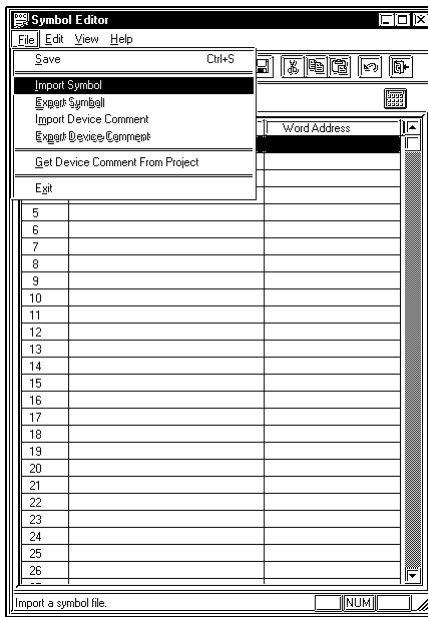 DOC Symbol Editor
File Edit View Help
Save Ctrl+S
Import Symbol
Export Symbol
Import Device Comment
Export Device Comment
Get Device Comment From Project
Exit
Word Address
5
6
7
8
9
10
11
12
13
14
15
16
17
18
19
20
21
22
23
24
25
26
Import a symbol file. NUM